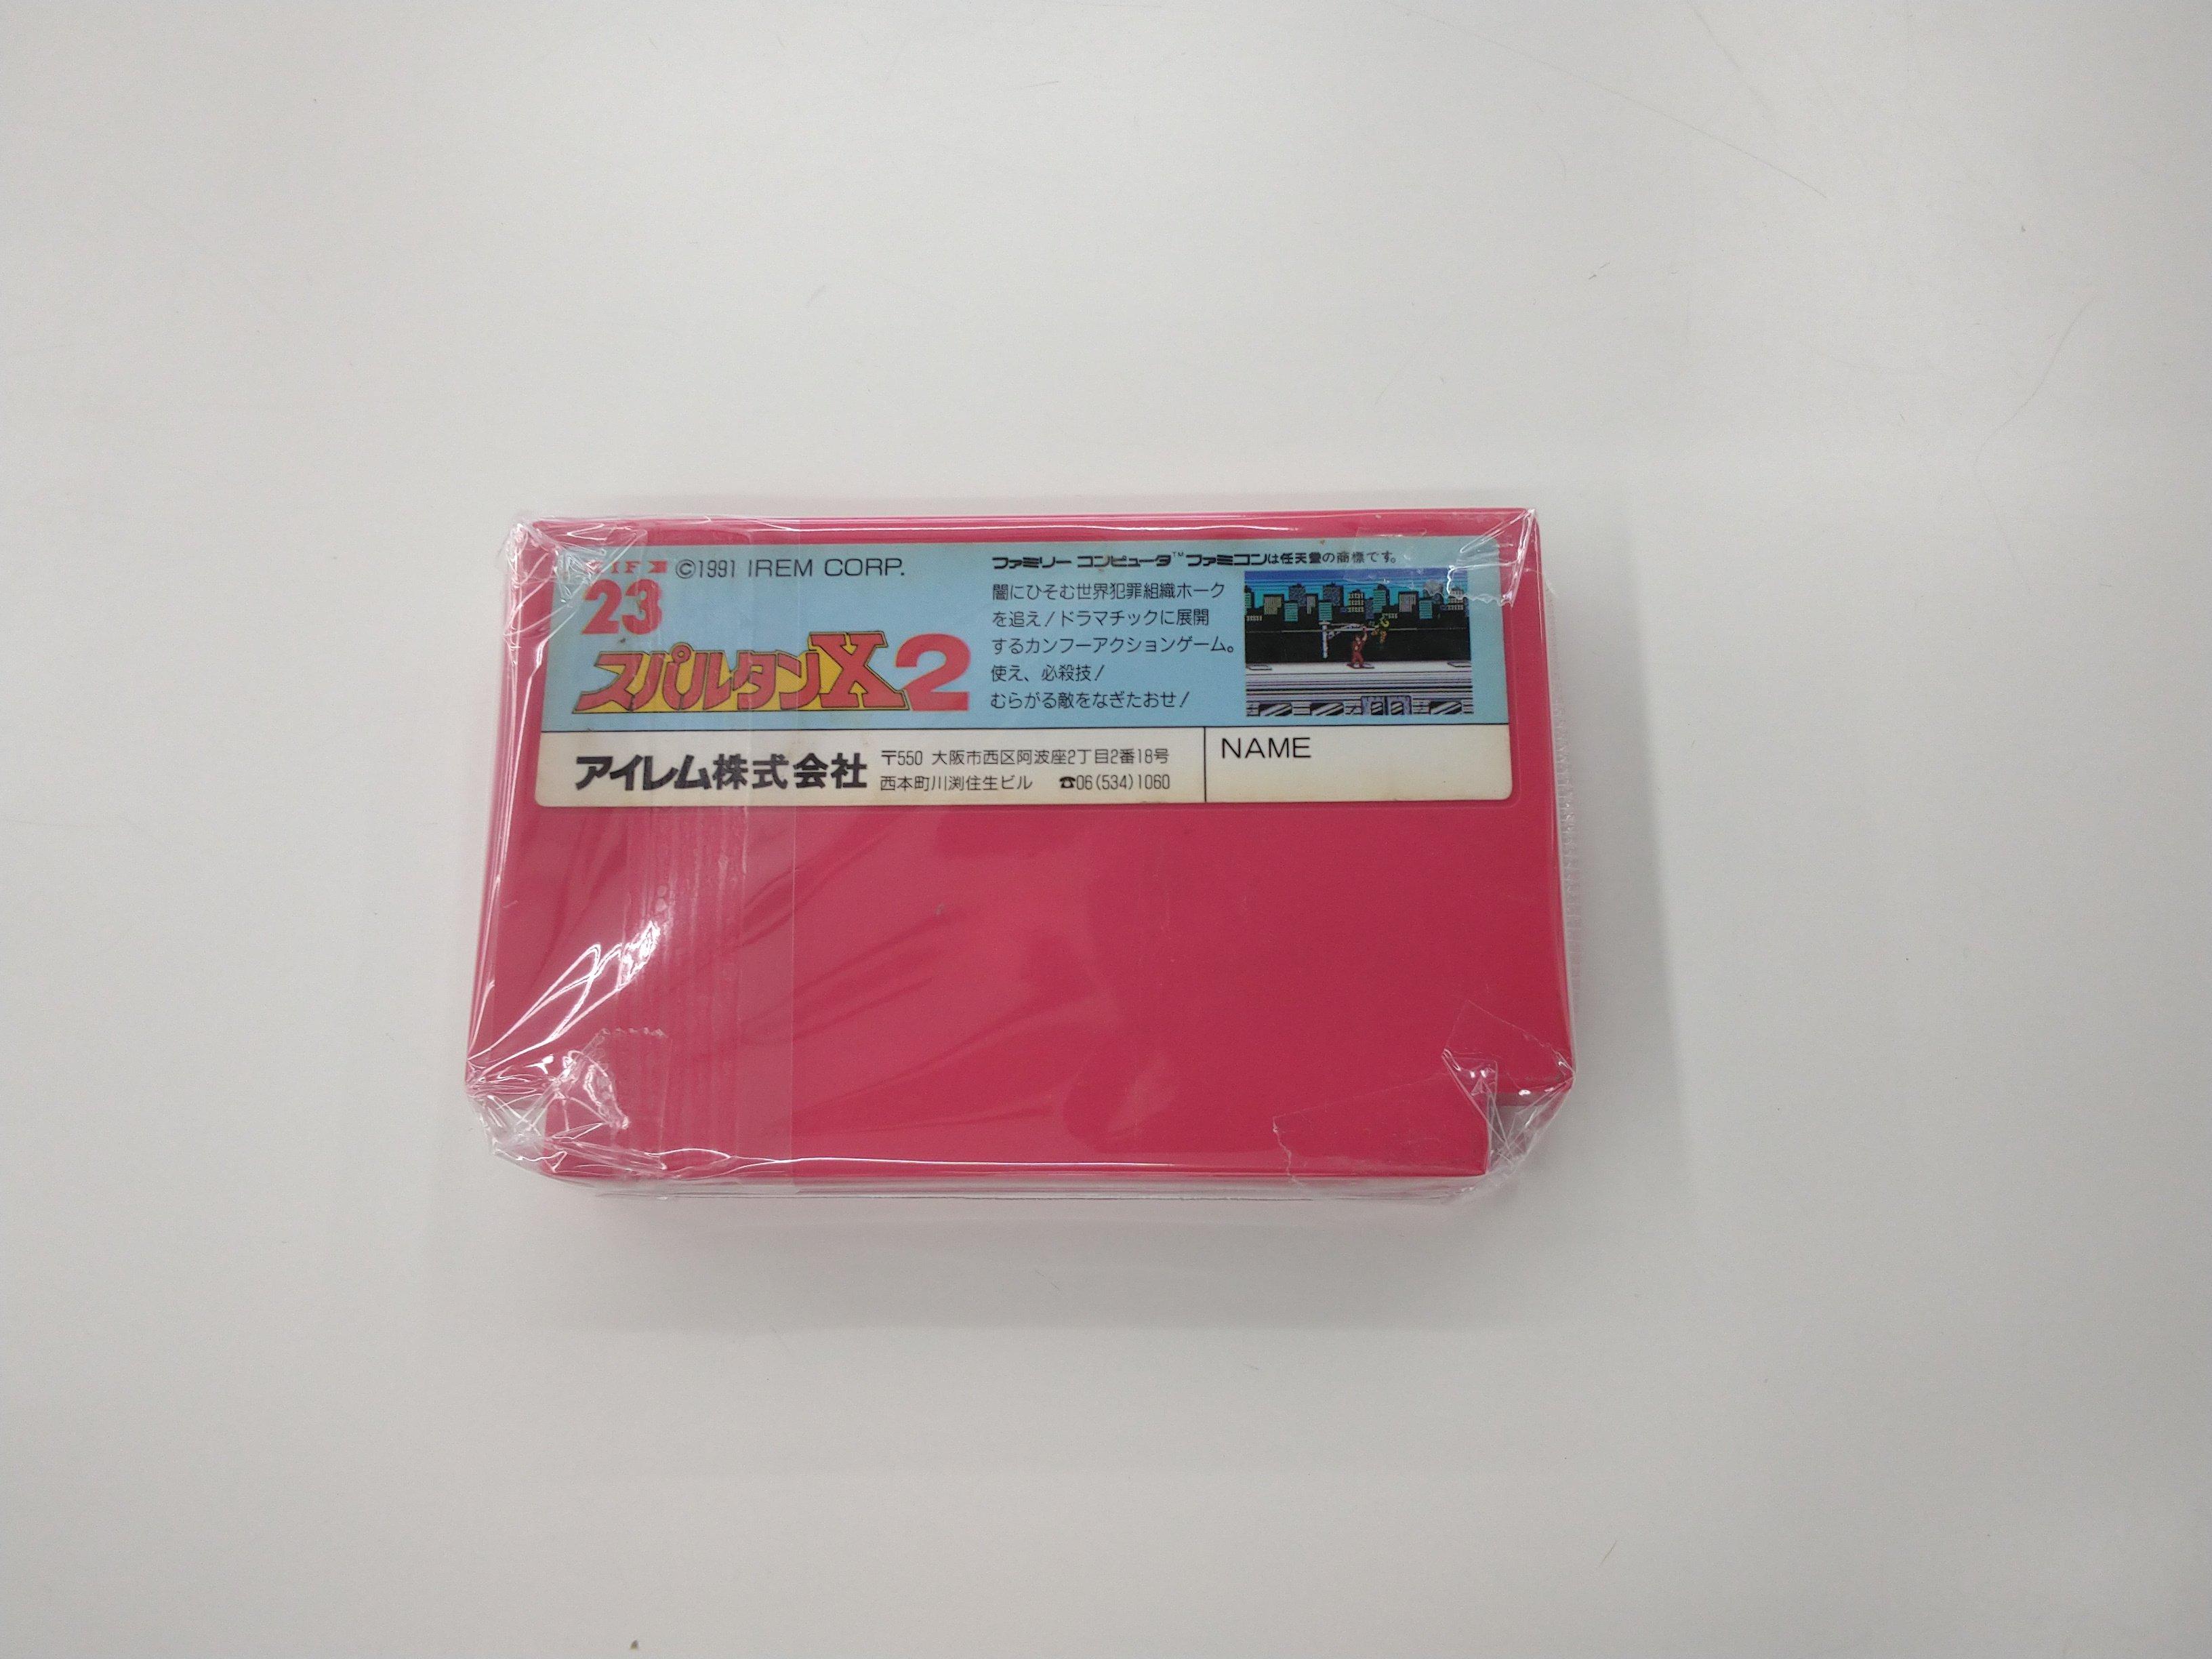 23
©1991 IREM CORP.
スパルタンX2
ファミリーコンピュータ™ファミコンは任天堂の商標です。
闇にひそむ世界犯罪組織ホーク
を追え!ドラマチックに展開
するカンフーアクションゲーム。
使え、必殺技!
むらがる敵をなぎたおせ!
アイレム株式会社
〒550 大阪市西区阿波座2丁目2番18号
西本町川渕住生ビル ☎06(534)1060
NAME